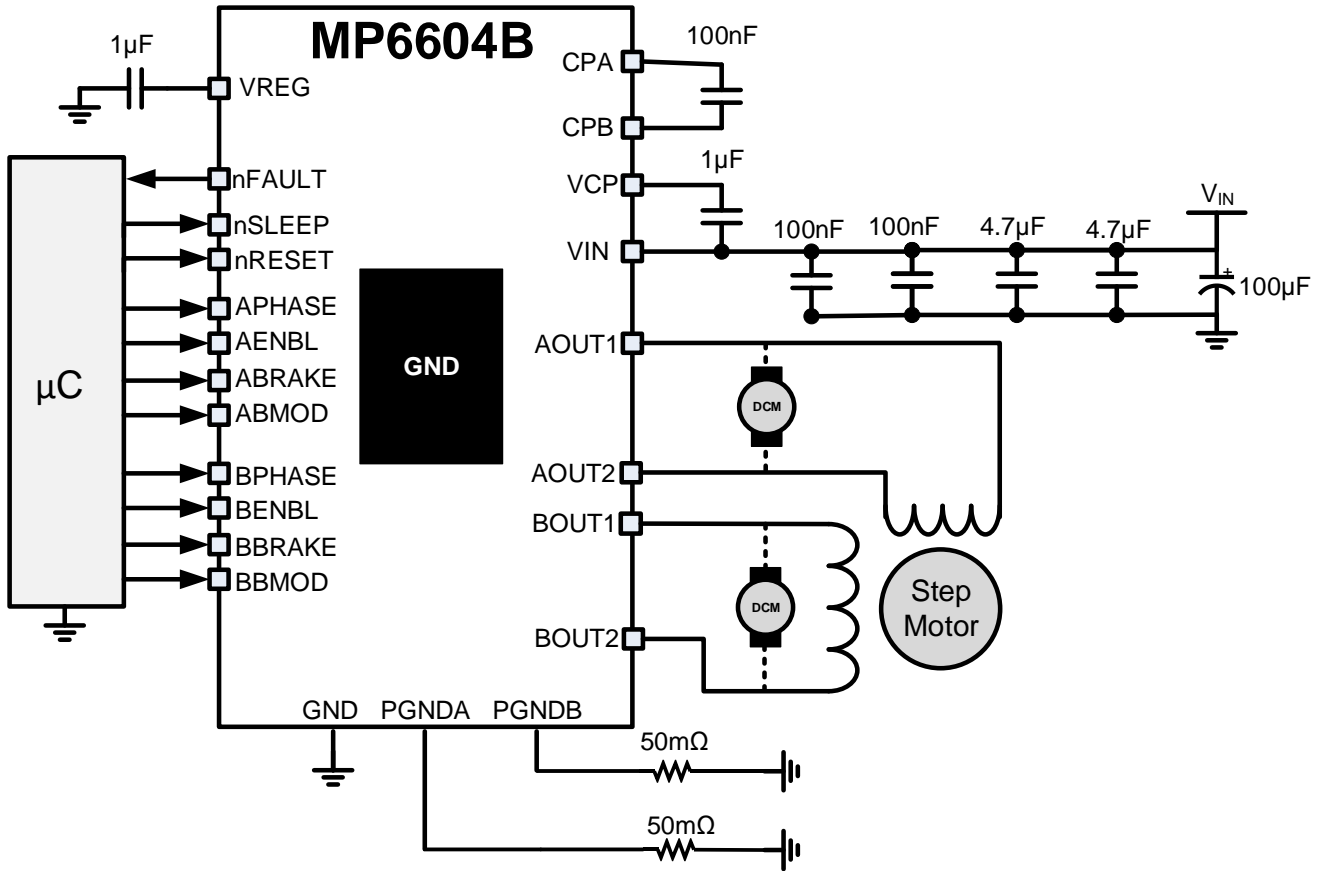 MP6604B
1µF
VREG
nFAULT
nSLEEP
nRESET
APHASE
AENBL
ABRAKE
ABMOD
BPHASE
BENBL
BBRAKE
BBMOD
µC
GND
CPA
100nF
CPB
VCP
1µF
VIN
100nF
100nF
4.7µF
4.7µF
VIN
+
100µF
AOUT1
DCM
AOUT2
BOUT1
DCM
BOUT2
Step
Motor
GND PGNDA PGNDB
50mΩ
50mΩ